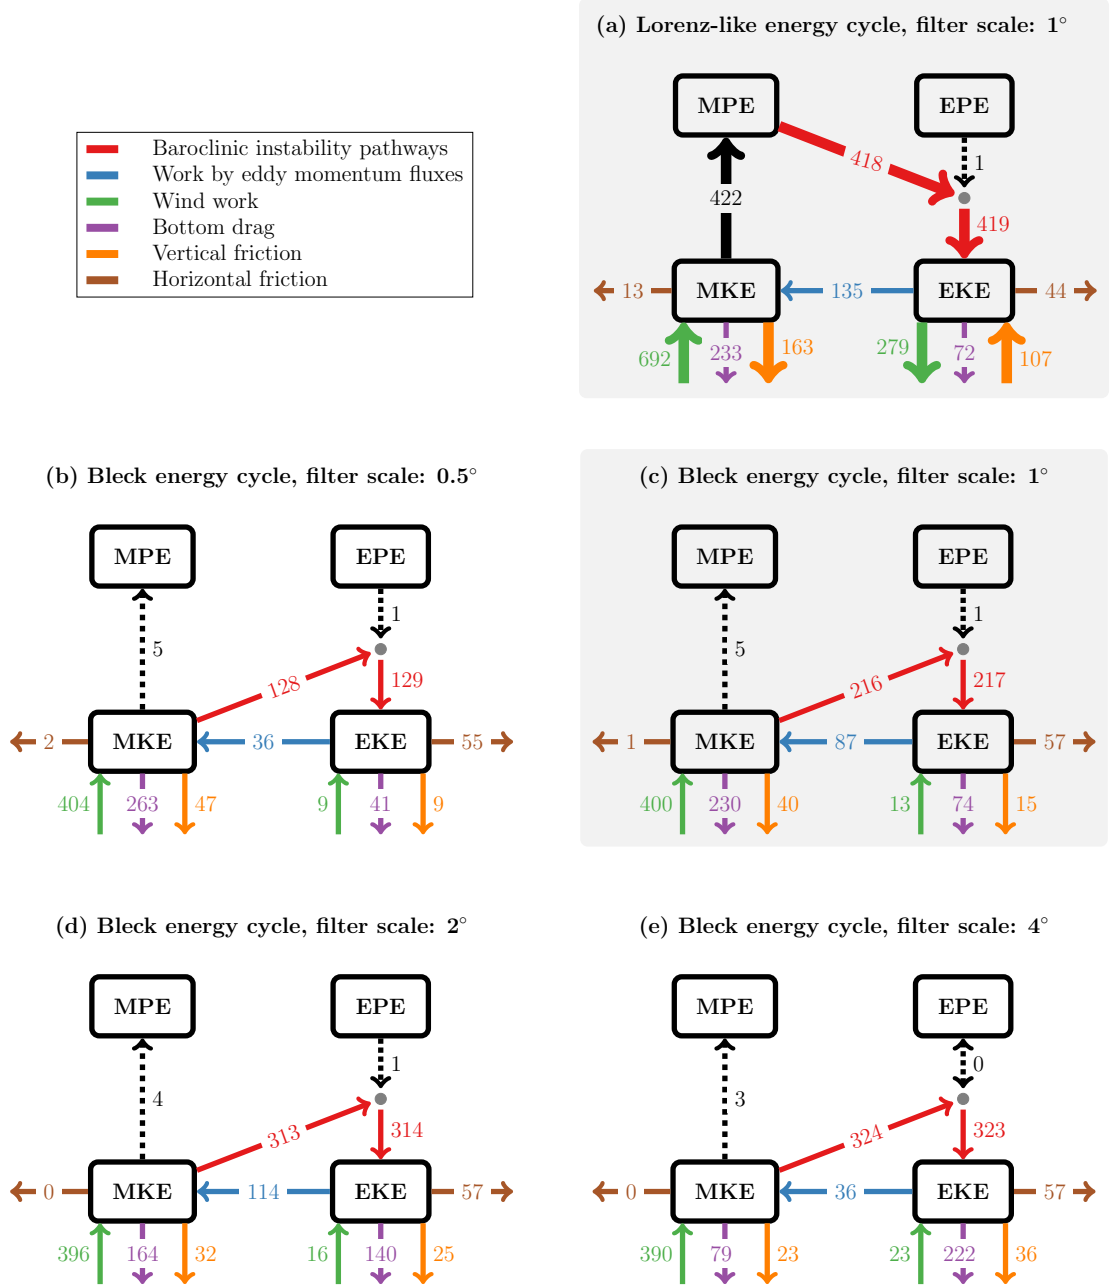 (a) Lorenz-like energy cycle, filter scale: 1°
MPE EPE
418 1
422 419
MKE 135 EKE
13 44
692 233 163 279 72 107
Baroclinic instability pathways
Work by eddy momentum fluxes
Wind work
Bottom drag
Vertical friction
Horizontal friction
(b) Bleck energy cycle, filter scale: 0.5°
MPE EPE
5 1
128 129
2 MKE 36 EKE 55
404 263 47 9 41 9
(c) Bleck energy cycle, filter scale: 1°
MPE EPE
5 1
216 217
1 MKE 87 EKE 57
400 230 40 13 74 15
(d) Bleck energy cycle, filter scale: 2°
MPE EPE
4 1
313 314
0 MKE 114 EKE 57
396 164 32 16 140 25
(e) Bleck energy cycle, filter scale: 4°
MPE EPE
3 0
324 323
0 MKE 36 EKE 57
390 79 23 23 222 36